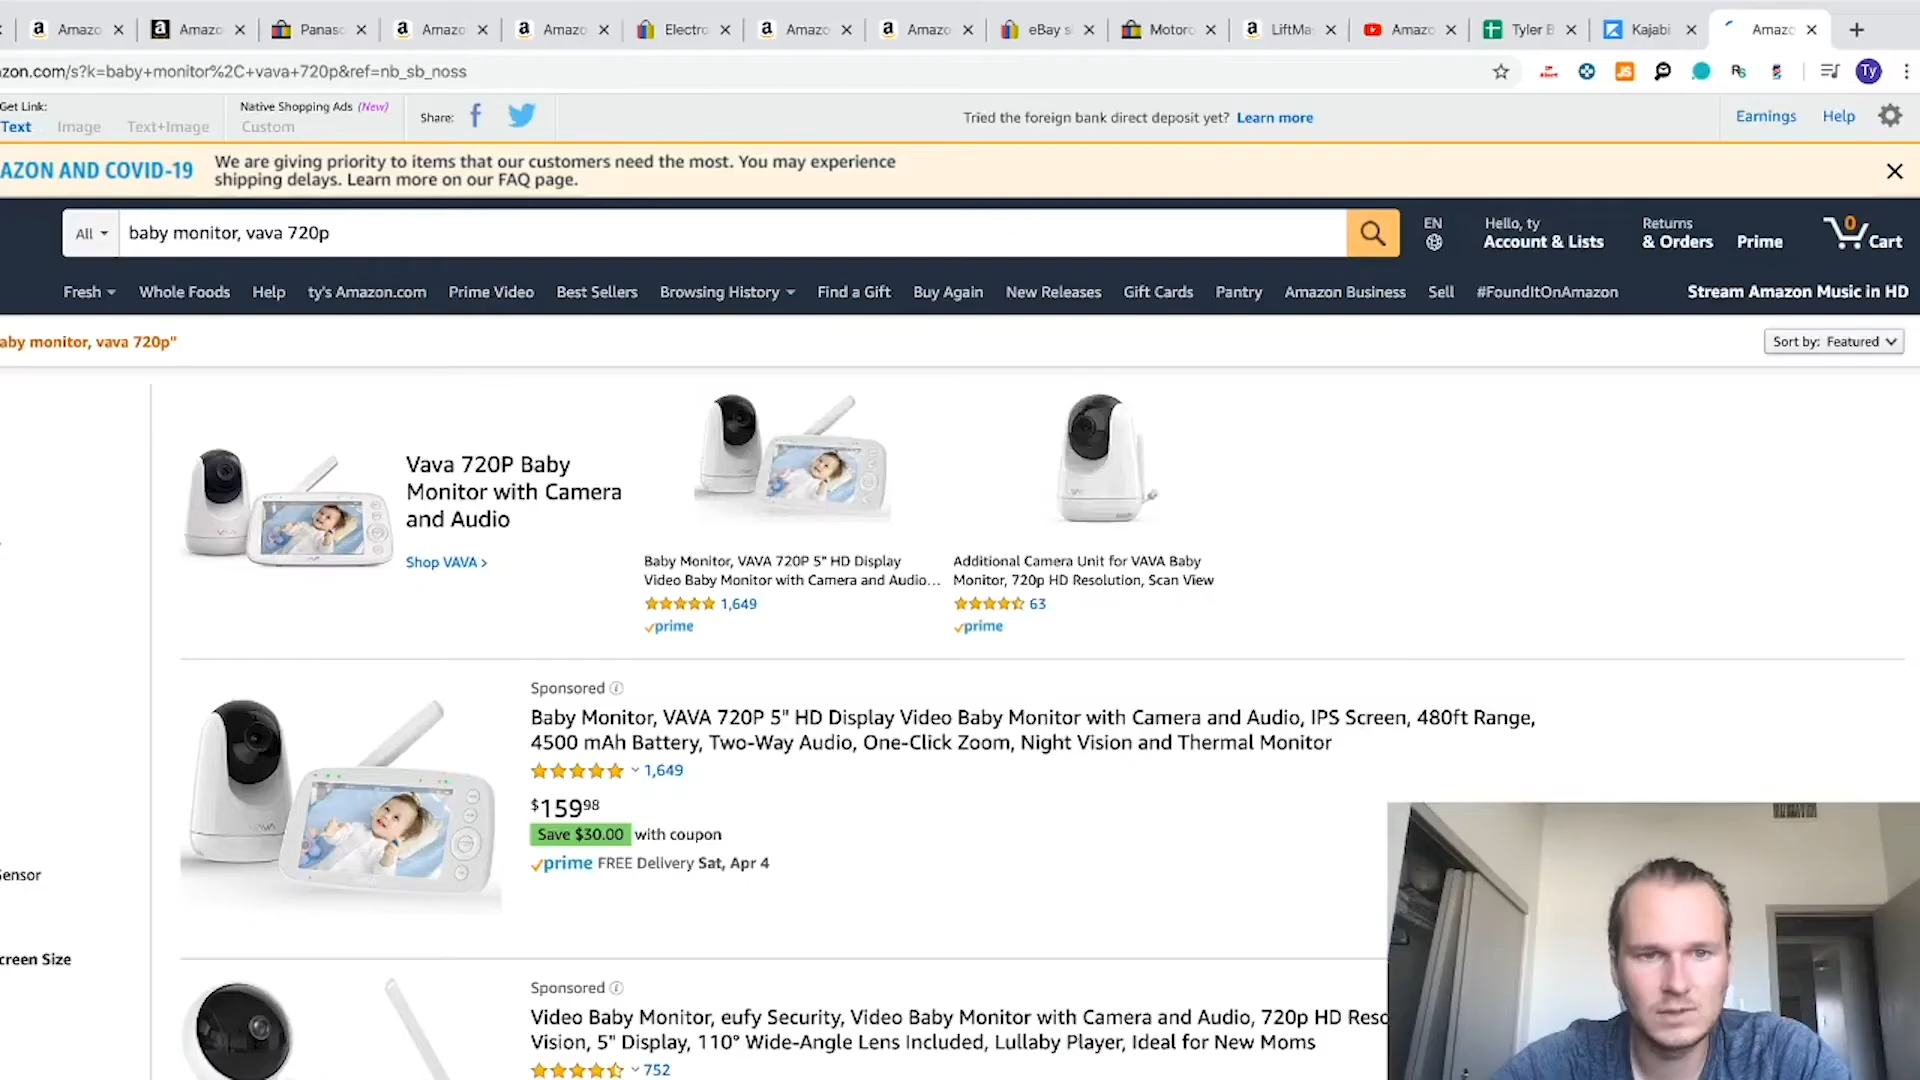 Amazo
Amazo
Panaso
Amazo
Amazo
Electro
Amazo
Amazo
eBay s
Motoro
LiftMa
Amazo
Tyler B
Kajabi
Amazo
zon.com/s?k=baby+monitor%2C+vava+720p&ref=nb_sb_noss
JS
Ty
Get Link:
Text
Image
Text+Image
Native Shopping Ads (New)
Custom
Share:
Tried the foreign bank direct deposit yet? Learn more
Earnings
Help
AZON AND COVID-19
We are giving priority to items that our customers need the most. You may experience
shipping delays. Learn more on our FAQ page.
All
baby monitor, vava 720p
EN
Hello, ty
Account & Lists
Returns
& Orders
Prime
0
Cart
Fresh
Whole Foods
Help
ty's Amazon.com
Prime Video
Best Sellers
Browsing History
Find a Gift
Buy Again
New Releases
Gift Cards
Pantry
Amazon Business
Sell
#FoundItOnAmazon
Stream Amazon Music in HD
aby monitor, vava 720p"
Sort by: Featured
Vava 720P Baby
Monitor with Camera
and Audio
Shop VAVA >
Baby Monitor, VAVA 720P 5" HD Display
Video Baby Monitor with Camera and Audio...
1,649
prime
Additional Camera Unit for VAVA Baby
Monitor, 720p HD Resolution, Scan View
63
prime
Sponsored
Baby Monitor, VAVA 720P 5" HD Display Video Baby Monitor with Camera and Audio, IPS Screen, 480ft Range,
4500 mAh Battery, Two-Way Audio, One-Click Zoom, Night Vision and Thermal Monitor
1,649
$159.98
Save $30.00 with coupon
prime FREE Delivery Sat, Apr 4
Sensor
creen Size
Sponsored
Video Baby Monitor, eufy Security, Video Baby Monitor with Camera and Audio, 720p HD Reso
Vision, 5" Display, 110° Wide-Angle Lens Included, Lullaby Player, Ideal for New Moms
752